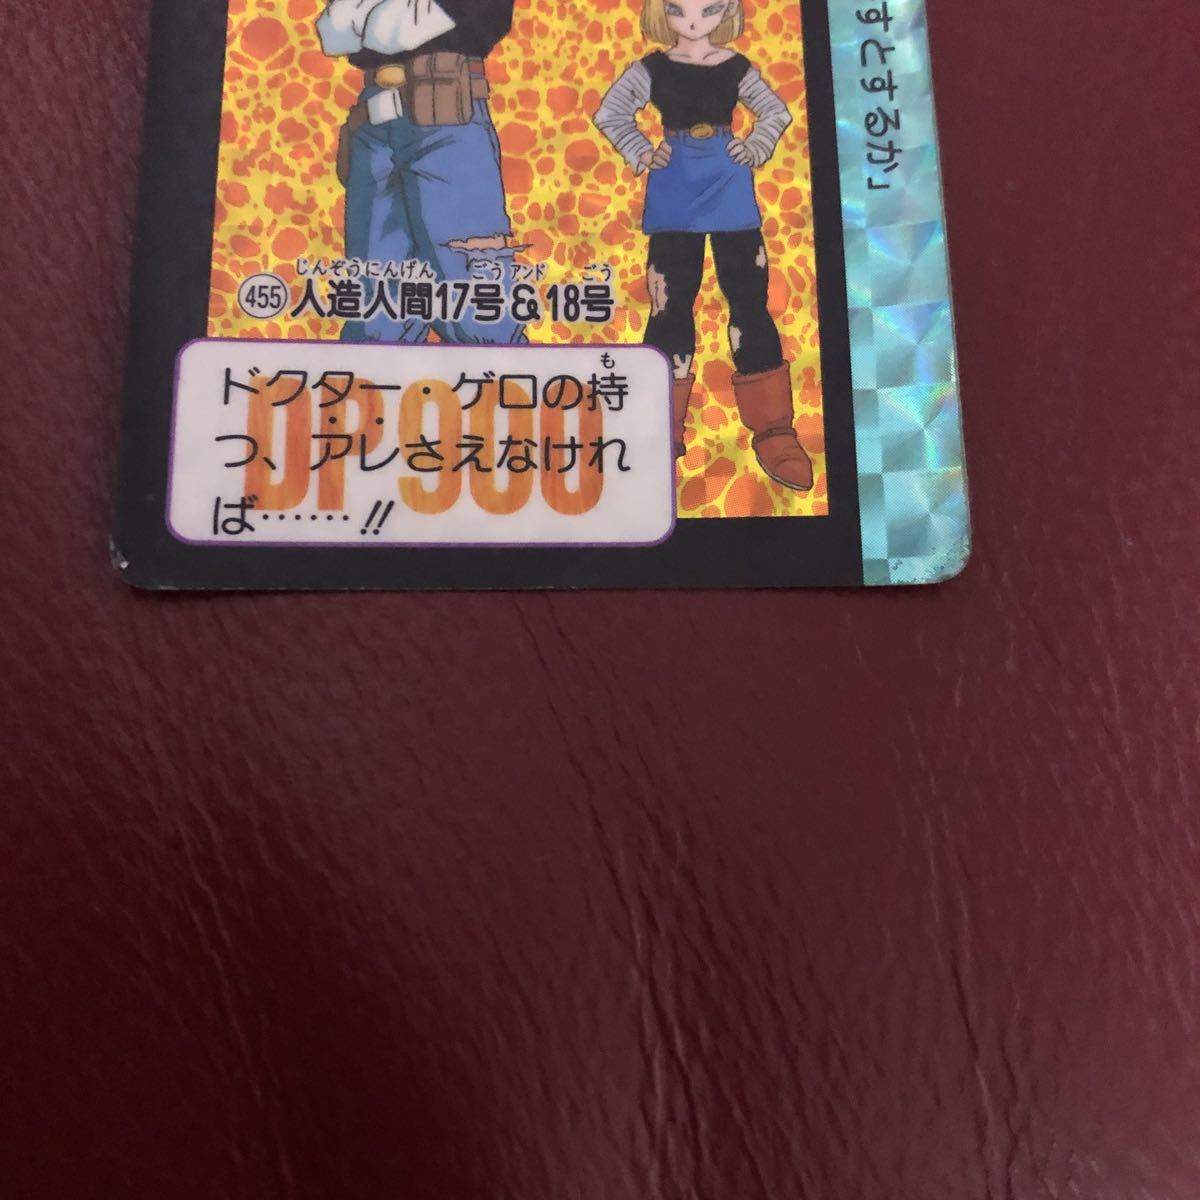 すとするか」
じんぞうにんげん ごう アンド ごう
455 人造人間17号&18号
DP900
も
ドクター・ゲロの持
つ、アレさえなけれ
ば……!!